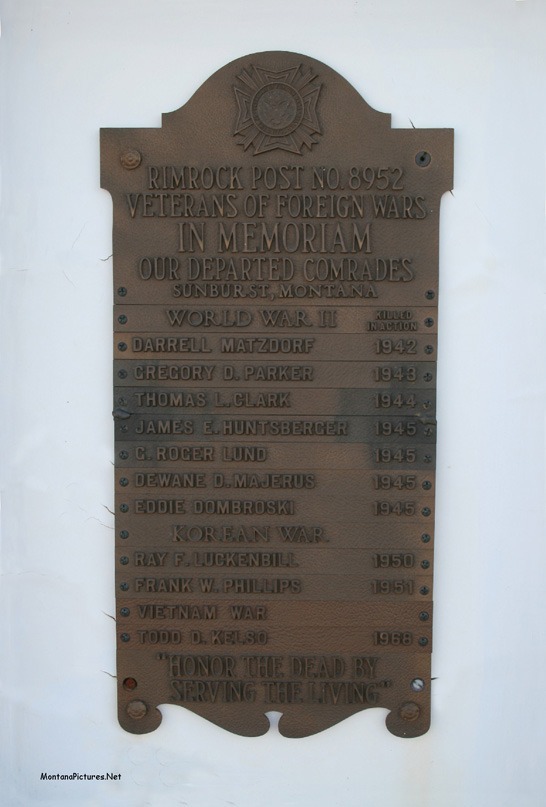 RIMROCK POST NO. 8952
VETERANS OF FOREIGN WARS
IN MEMORIAM
OUR DEPARTED COMRADES
SUNBURST, MONTANA
WORLD WAR II KILLED IN ACTION
DARRELL MATZDORF 1942
GREGORY D. PARKER 1943
THOMAS L. CLARK 1944
JAMES E. HUNTSBERGER 1945
G. ROGER LUND 1945
DEWANE D. MAJERUS 1945
EDDIE DOMBROSKI 1945
KOREAN WAR
RAY F. LUCKENBILL 1950
FRANK W. PHILLIPS 1951
VIETNAM WAR
TODD D. KELSO 1968
"HONOR THE DEAD BY
SERVING THE LIVING"
MontanaPictures.Net